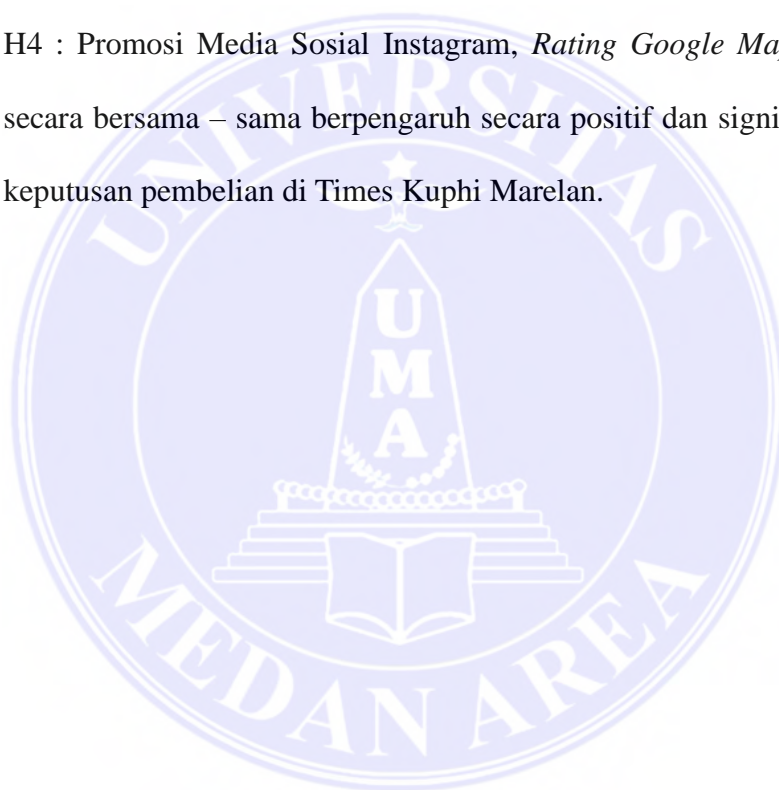 H4 : Promosi Media Sosial Instagram, Rating Google
secara bersama – sama berpengaruh secara positif dan
keputusan pembelian di Times Kuphi Marelan.
UNIVERSITAS
UMA
MEDAN AREA